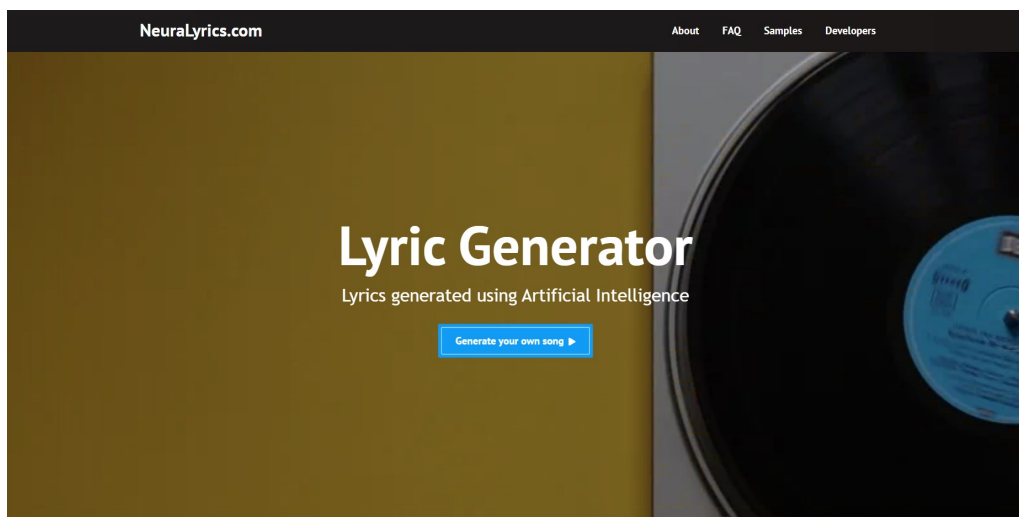 NeuraLyrics.com
About FAQ Samples Developers
Lyric Generator
Lyrics generated using Artificial Intelligence
Generate your own song